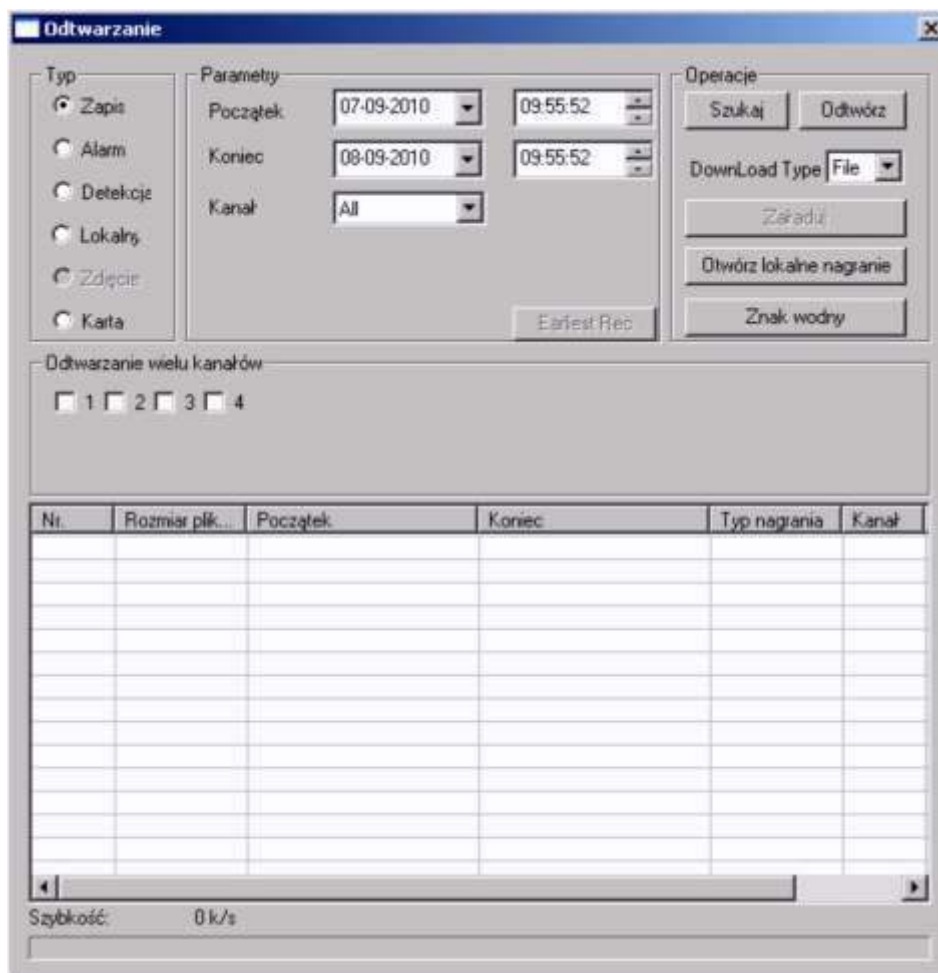 Odtwarzanie
Typ
Zapis
Alarm
Detekcja
Lokalny
Zdęcie
Karta
Parametry
Początek 07-09-2010 09:55:52
Koniec 08-09-2010 09:55:52
Kanał All
Earliest Rec
Operacje
Szukaj Odtwórz
DownLoad Type File
Załaduj
Otwórz lokalne nagranie
Znak wodny
Odtwarzanie wielu kanałów
1 2 3 4
Nr. Rozmiar plik... Początek Koniec Typ nagrania Kanał
Szybkość: 0 k/s